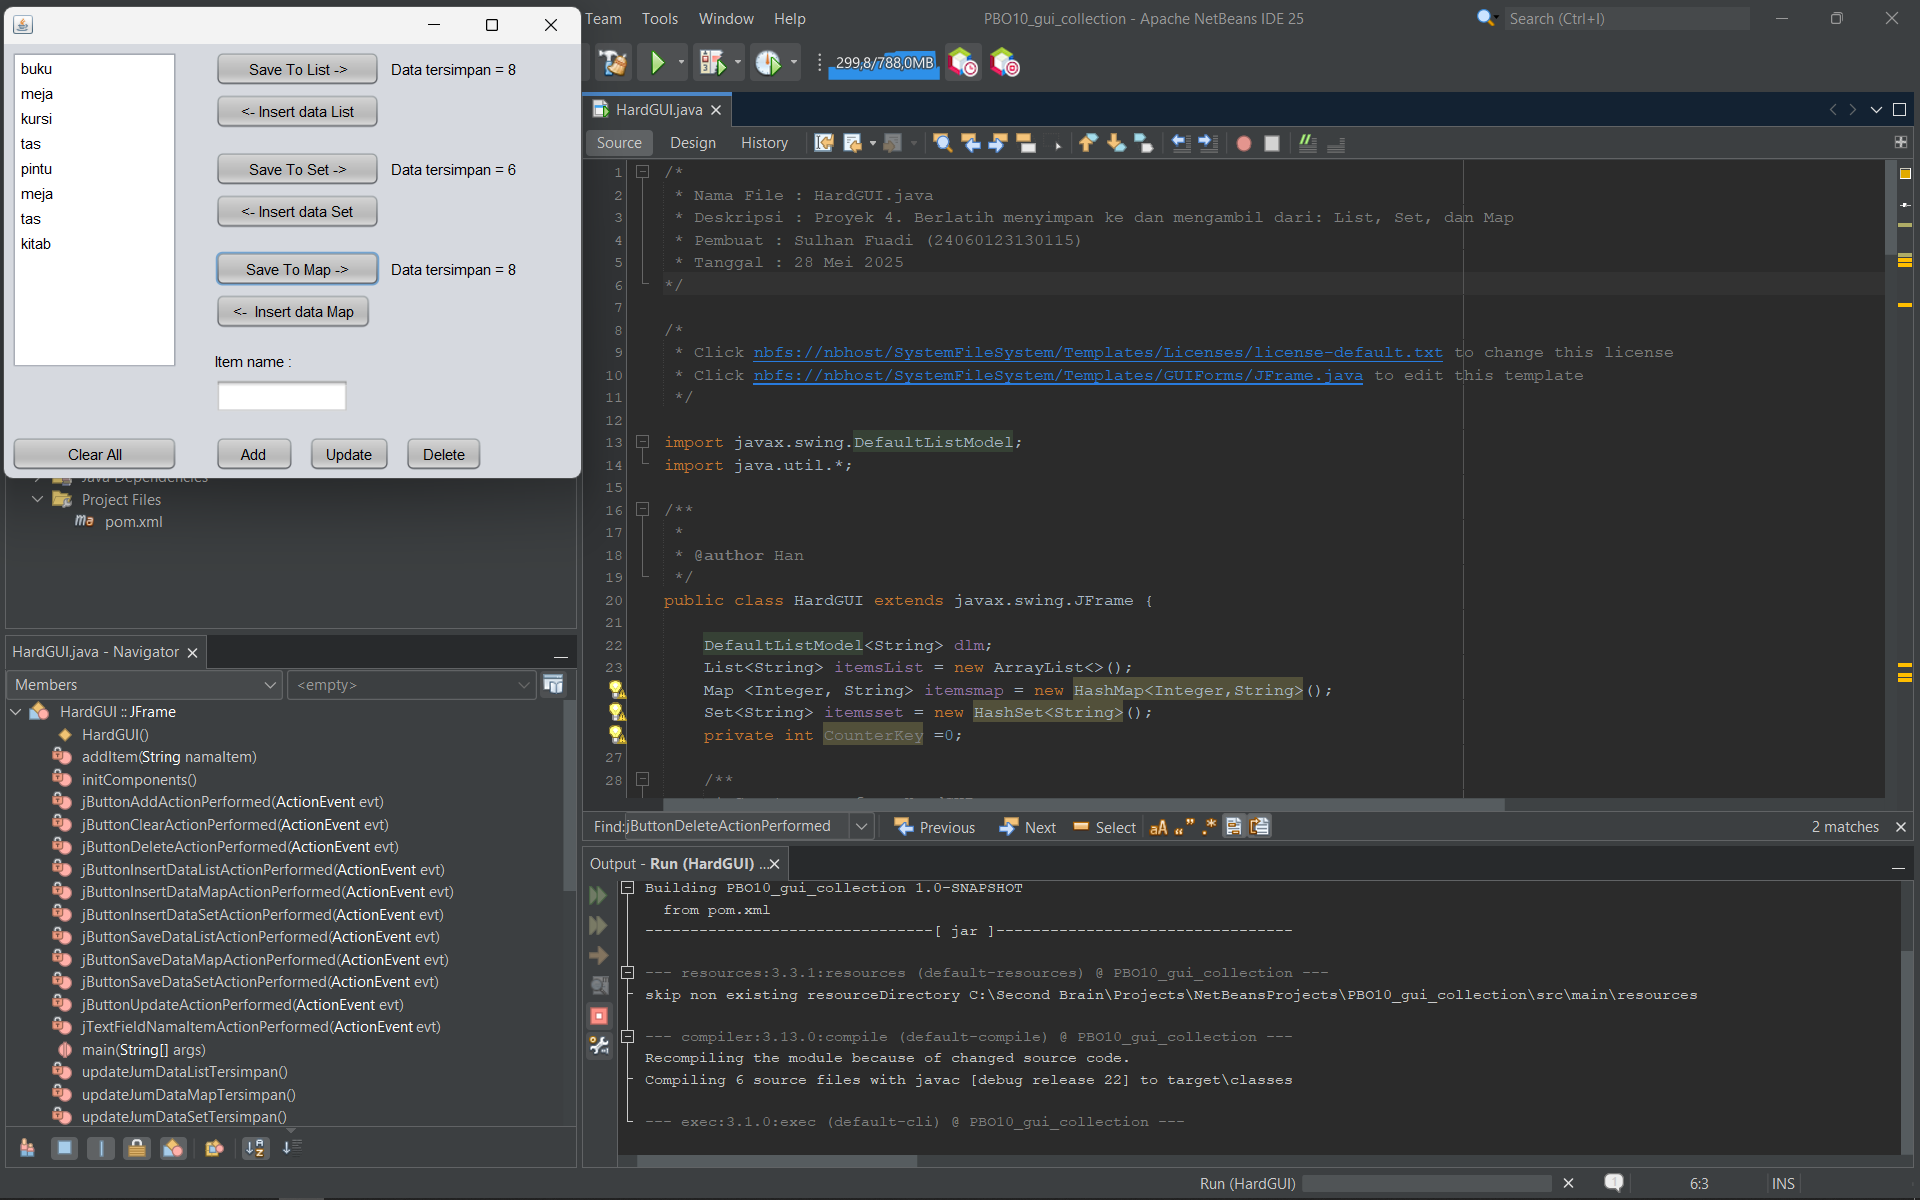 Team Tools Window Help
PBO10_gui_collection - Apache NetBeans IDE 25
Search (Ctrl+I)
299,8/788,0MB
buku
meja
kursi
tas
pintu
meja
tas
kitab
Save To List ->
Data tersimpan = 8
<- Insert data List
Save To Set ->
Data tersimpan = 6
<- Insert data Set
Save To Map ->
Data tersimpan = 8
<- Insert data Map
Item name :
Clear All
Add
Update
Delete
Java Dependencies
Project Files
pom.xml
HardGUI.java - Navigator
Members
<empty>
HardGUI :: JFrame
HardGUI()
addItem(String namaItem)
initComponents()
jButtonAddActionPerformed(ActionEvent evt)
jButtonClearActionPerformed(ActionEvent evt)
jButtonDeleteActionPerformed(ActionEvent evt)
jButtonInsertDataListActionPerformed(ActionEvent evt)
jButtonInsertDataMapActionPerformed(ActionEvent evt)
jButtonInsertDataSetActionPerformed(ActionEvent evt)
jButtonSaveDataListActionPerformed(ActionEvent evt)
jButtonSaveDataMapActionPerformed(ActionEvent evt)
jButtonSaveDataSetActionPerformed(ActionEvent evt)
jButtonUpdateActionPerformed(ActionEvent evt)
jTextFieldNamaItemActionPerformed(ActionEvent evt)
main(String[] args)
updateJumDataListTersimpan()
updateJumDataMapTersimpan()
updateJumDataSetTersimpan()
HardGUI.java
Source Design History
1 /*
2 * Nama File : HardGUI.java
3 * Deskripsi : Proyek 4. Berlatih menyimpan ke dan mengambil dari: List, Set, dan Map
4 * Pembuat : Sulhan Fuadi (24060123130115)
5 * Tanggal : 28 Mei 2025
6 */
7
8 /*
9 * Click nbfs://nbhost/SystemFileSystem/Templates/Licenses/license-default.txt to change this license
10 * Click nbfs://nbhost/SystemFileSystem/Templates/GUIForms/JFrame.java to edit this template
11 */
12
13 import javax.swing.DefaultListModel;
14 import java.util.*;
15
16 /**
17 *
18 * @author Han
19 */
20 public class HardGUI extends javax.swing.JFrame {
21
22 DefaultListModel<String> dlm;
23 List<String> itemsList = new ArrayList<>();
Map <Integer, String> itemsmap = new HashMap<Integer,String>();
Set<String> itemsset = new HashSet<String>();
private int CounterKey =0;
27
28 /**
Find: jButtonDeleteActionPerformed
Previous Next Select
2 matches
Output - Run (HardGUI) ...
Building PBO10_gui_collection 1.0-SNAPSHOT
from pom.xml
--------------------------------[ jar ]---------------------------------
--- resources:3.3.1:resources (default-resources) @ PBO10_gui_collection ---
skip non existing resourceDirectory C:\Second Brain\Projects\NetBeansProjects\PBO10_gui_collection\src\main\resources
--- compiler:3.13.0:compile (default-compile) @ PBO10_gui_collection ---
Recompiling the module because of changed source code.
Compiling 6 source files with javac [debug release 22] to target\classes
--- exec:3.1.0:exec (default-cli) @ PBO10_gui_collection ---
Run (HardGUI)
6:3
INS